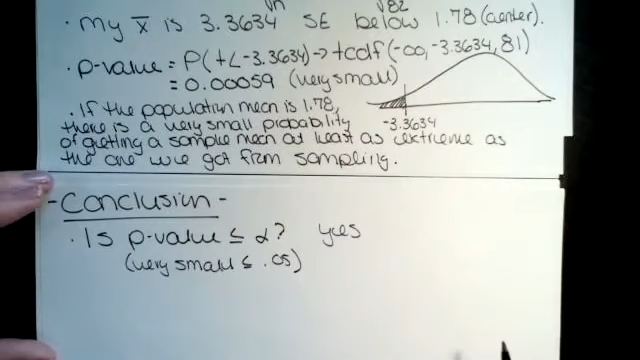 √n √82
· My x̄ is 3.3634 SE below 1.78 (center).
· p-value = P(t < -3.3634) → tcdf(-∞, -3.3634, 81)
= 0.00059 (very small)
· If the population mean is 1.78,
there is a very small probability
-3.3634
of getting a sample mean at least as extreme as
the one we got from sampling.
- Conclusion -
· Is p-value ≤ α? yes
(very small ≤ .05)